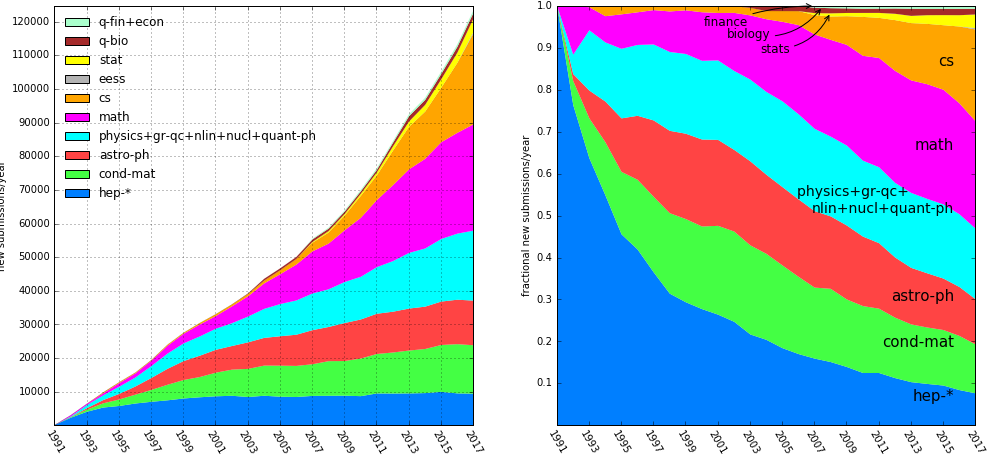 120000
110000
100000
90000
80000
70000
60000
50000
40000
30000
20000
10000
new submissions/year
q-fin+econ
q-bio
stat
eess
cs
math
physics+gr-qc+nlin+nucl+quant-ph
astro-ph
cond-mat
hep-*
1991
1993
1995
1997
1999
2001
2003
2005
2007
2009
2011
2013
2015
2017
1.0
0.9
0.8
0.7
0.6
0.5
0.4
0.3
0.2
0.1
fractional new submissions/year
finance
biology
stats
cs
math
physics+gr-qc+
nlin+nucl+quant-ph
astro-ph
cond-mat
hep-*
1991
1993
1995
1997
1999
2001
2003
2005
2007
2009
2011
2013
2015
2017